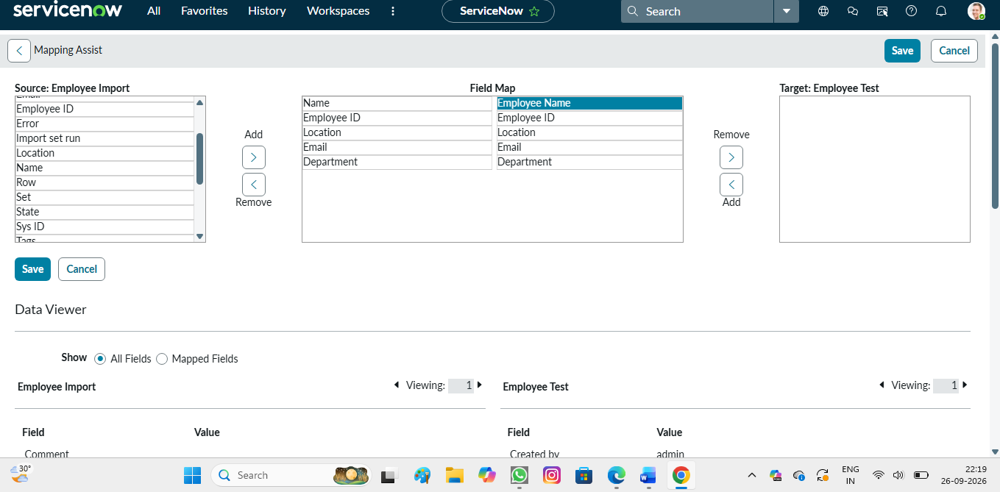 servicenow All Favorites History Workspaces ServiceNow Search
Mapping Assist Save Cancel
Source: Employee Import Field Map Target: Employee Test
Email
Employee ID
Error
Import set run
Location
Name
Row
Set
State
Sys ID
Tags
Add
Remove
Name Employee Name
Employee ID Employee ID
Location Location
Email Email
Department Department
Remove
Add
Save Cancel
Data Viewer
Show All Fields Mapped Fields
Employee Import Viewing: 1 Employee Test Viewing: 1
Field Value Field Value
Comment Created by admin
30° Search ENG 22:19
IN 26-09-2026